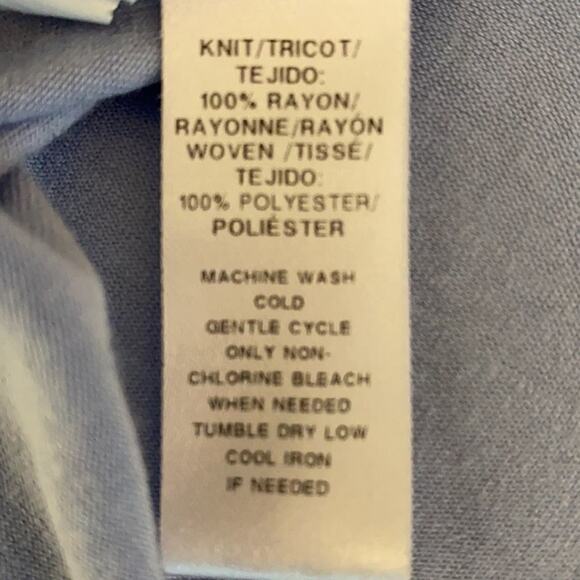 KNIT/TRICOT/
TEJIDO:
100% RAYON/
RAYONNE/RAYÓN
WOVEN /TISSÉ/
TEJIDO:
100% POLYESTER/
POLIÉSTER
MACHINE WASH
COLD
GENTLE CYCLE
ONLY NON-
CHLORINE BLEACH
WHEN NEEDED
TUMBLE DRY LOW
COOL IRON
IF NEEDED